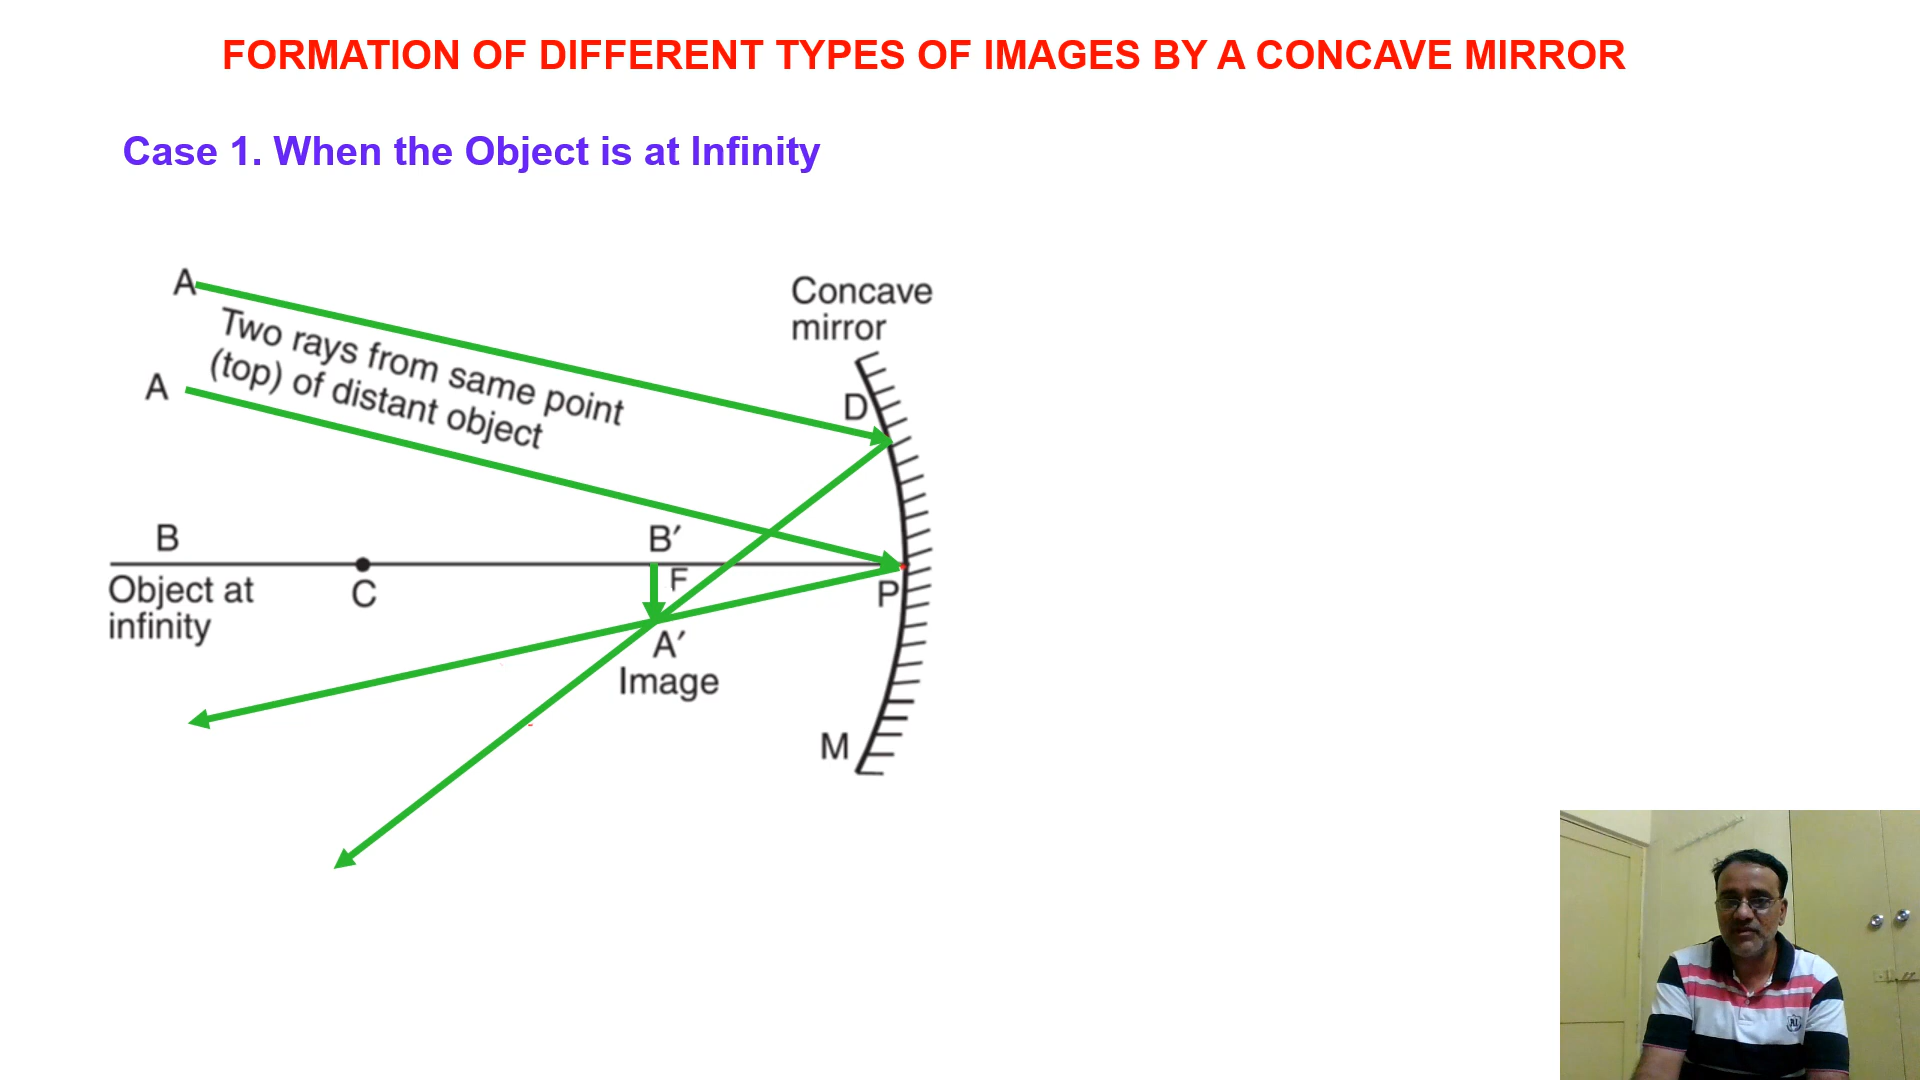 FORMATION OF DIFFERENT TYPES OF IMAGES BY A CONCAVE MIRROR
Case 1. When the Object is at Infinity
A
Two rays from same point
(top) of distant object
A
Concave
mirror
D
B
B′
Object at
infinity
C
F
P
A′
Image
M